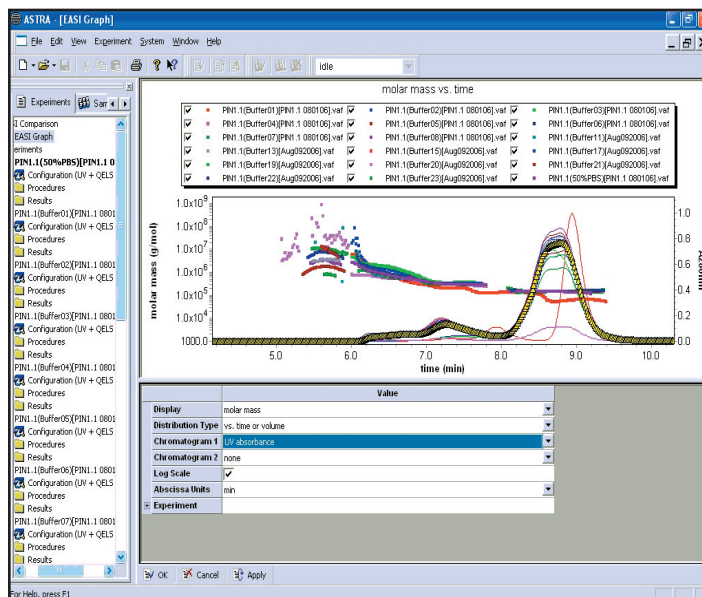 ASTRA - [EASI Graph]
File Edit View Experiment System Window Help
idle
Experiments
EASI Graph
I Comparison
EASI Graph
eriments
PIN1.1(50%PBS)[PIN1.1 0
Configuration (UV + QELS
Procedures
Results
PIN1.1(Buffer01)[PIN1.1 0801
Configuration (UV + QELS
Procedures
Results
PIN1.1(Buffer02)[PIN1.1 0801
Configuration (UV + QELS
Procedures
Results
PIN1.1(Buffer03)[PIN1.1 0801
Configuration (UV + QELS
Procedures
Results
PIN1.1(Buffer04)[PIN1.1 0801
Configuration (UV + QELS
Procedures
Results
PIN1.1(Buffer05)[PIN1.1 0801
Configuration (UV + QELS
Procedures
Results
PIN1.1(Buffer06)[PIN1.1 0801
Configuration (UV + QELS
Procedures
Results
PIN1.1(Buffer07)[PIN1.1 0801
Configuration (UV + QELS
Procedures
Results
molar mass vs. time
PIN1.1(Buffer01)[PIN1.1 080106].vaf PIN1.1(Buffer02)[PIN1.1 080106].vaf PIN1.1(Buffer03)[PIN1.1 080106].vaf
PIN1.1(Buffer04)[PIN1.1 080106].vaf PIN1.1(Buffer05)[PIN1.1 080106].vaf PIN1.1(Buffer06)[PIN1.1 080106].vaf
PIN1.1(Buffer07)[PIN1.1 080106].vaf PIN1.1(Buffer08)[PIN1.1 080106].vaf PIN1.1(Buffer11)[Aug092006].vaf
PIN1.1(Buffer13)[Aug092006].vaf PIN1.1(Buffer15)[Aug092006].vaf PIN1.1(Buffer17)[Aug092006].vaf
PIN1.1(Buffer19)[Aug092006].vaf PIN1.1(Buffer20)[Aug092006].vaf PIN1.1(Buffer21)[Aug092006].vaf
PIN1.1(Buffer22)[Aug092006].vaf PIN1.1(Buffer23)[Aug092006].vaf PIN1.1(50%PBS)[PIN1.1 080106].vaf
molar mass (g/mol)
1.0x10⁹
1.0x10⁸
1.0x10⁷
1.0x10⁶
1.0x10⁵
1.0x10⁴
1000.0
1.0
0.8
0.6
0.4
0.2
0.0
5.0 6.0 7.0 8.0 9.0 10.0
time (min)
Value
Display molar mass
Distribution Type vs. time or volume
Chromatogram 1 UV absorbance
Chromatogram 2 none
Log Scale
Abscissa Units min
Experiment
OK Cancel Apply
For Help, press F1